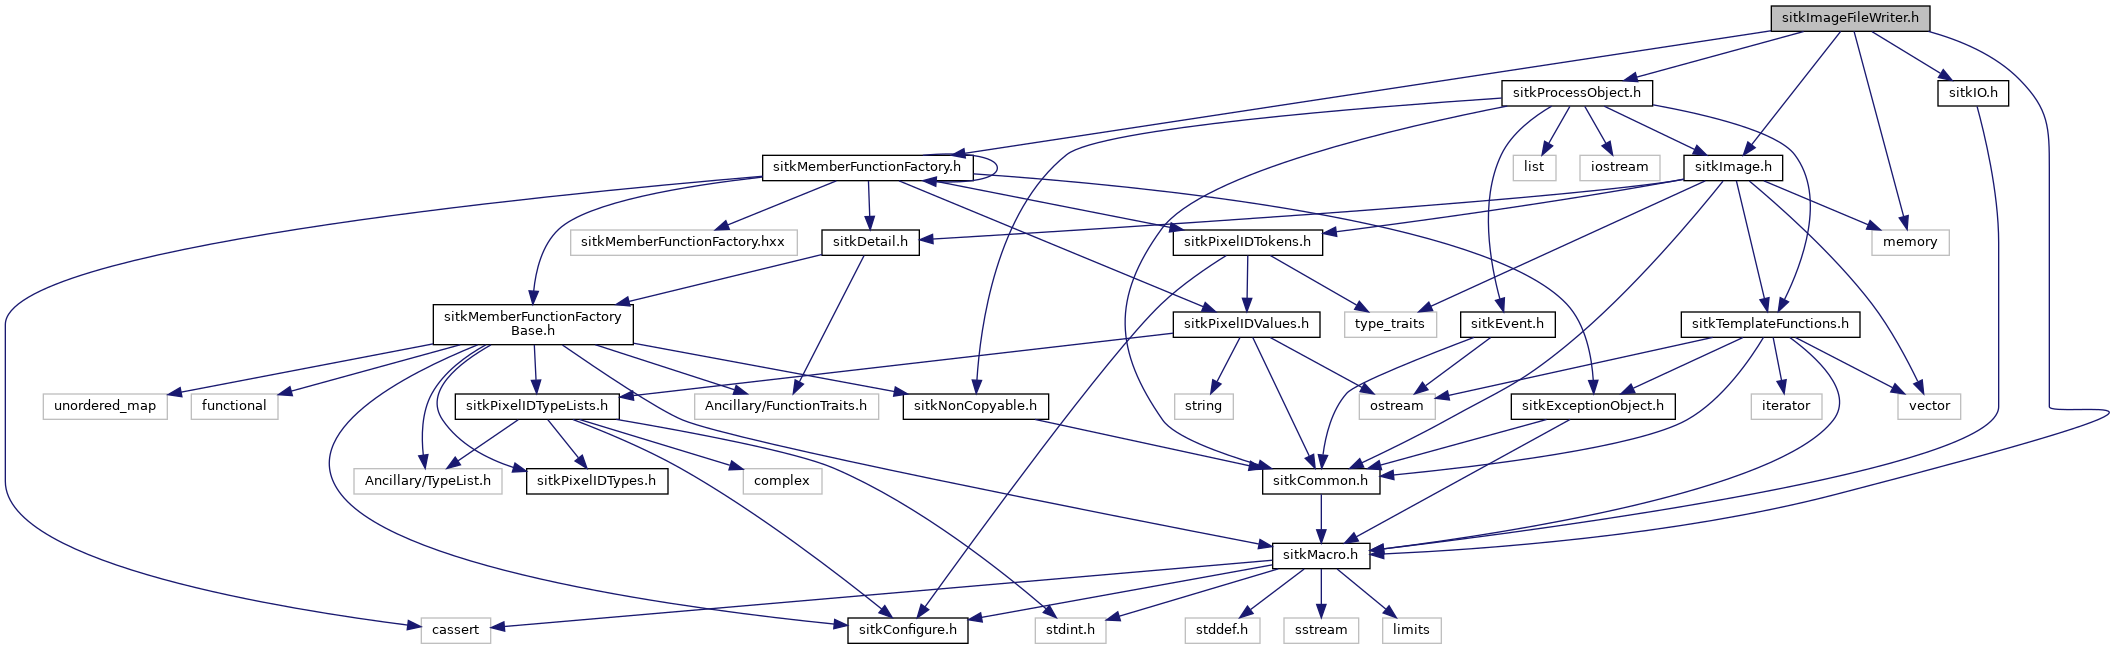 sitkImageFileWriter.h
sitkProcessObject.h
sitkIO.h
sitkMemberFunctionFactory.h
list
iostream
sitkImage.h
sitkMemberFunctionFactory.hxx
sitkDetail.h
sitkPixelIDTokens.h
memory
sitkMemberFunctionFactory
Base.h
sitkPixelIDValues.h
type_traits
sitkEvent.h
sitkTemplateFunctions.h
unordered_map
functional
sitkPixelIDTypeLists.h
Ancillary/FunctionTraits.h
sitkNonCopyable.h
string
ostream
sitkExceptionObject.h
iterator
vector
Ancillary/TypeList.h
sitkPixelIDTypes.h
complex
sitkCommon.h
sitkMacro.h
cassert
sitkConfigure.h
stdint.h
stddef.h
sstream
limits